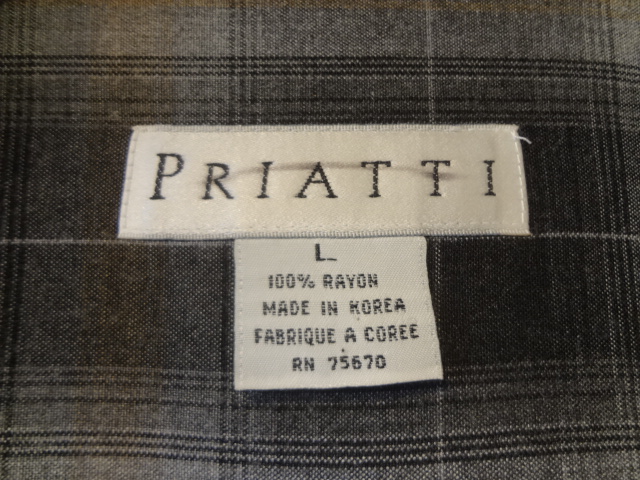 PRIATTI
L
100% RAYON
MADE IN KOREA
FABRIQUE A COREE
RN 75670